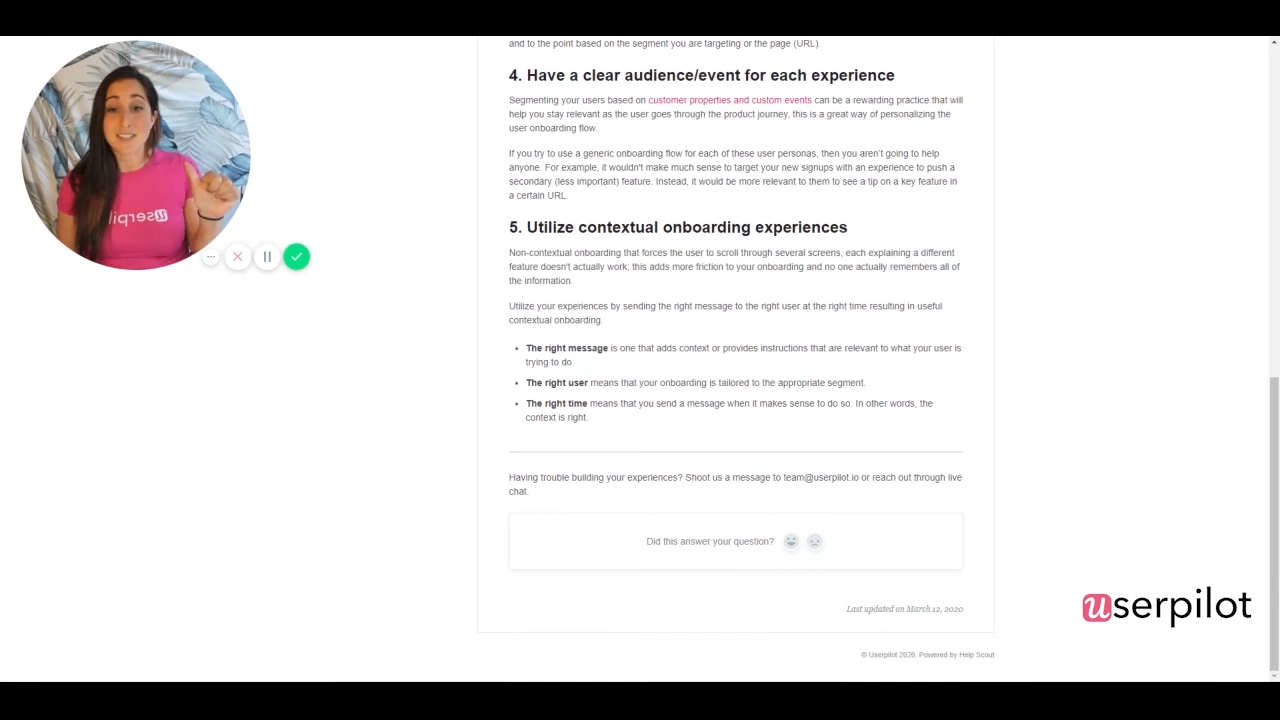 and to the point based on the segment you are targeting or the page (URL).
4. Have a clear audience/event for each experience
Segmenting your users based on customer properties and custom events can be a rewarding practice that will
help you stay relevant as the user goes through the product journey, this is a great way of personalizing the
user onboarding flow.
If you try to use a generic onboarding flow for each of these user personas, then you aren't going to help
anyone. For example, it wouldn't make much sense to target your new signups with an experience to push a
secondary (less important) feature. Instead, it would be more relevant to them to see a tip on a key feature in
a certain URL.
5. Utilize contextual onboarding experiences
Non-contextual onboarding that forces the user to scroll through several screens, each explaining a different
feature doesn't actually work; this adds more friction to your onboarding and no one actually remembers all of
the information.
Utilize your experiences by sending the right message to the right user at the right time resulting in useful
contextual onboarding.
• The right message is one that adds context or provides instructions that are relevant to what your user is
trying to do.
• The right user means that your onboarding is tailored to the appropriate segment.
• The right time means that you send a message when it makes sense to do so. In other words, the
context is right.
Having trouble building your experiences? Shoot us a message to team@userpilot.io or reach out through live
chat.
Did this answer your question?
Last updated on March 12, 2020
© Userpilot 2020. Powered by Help Scout
userpilot